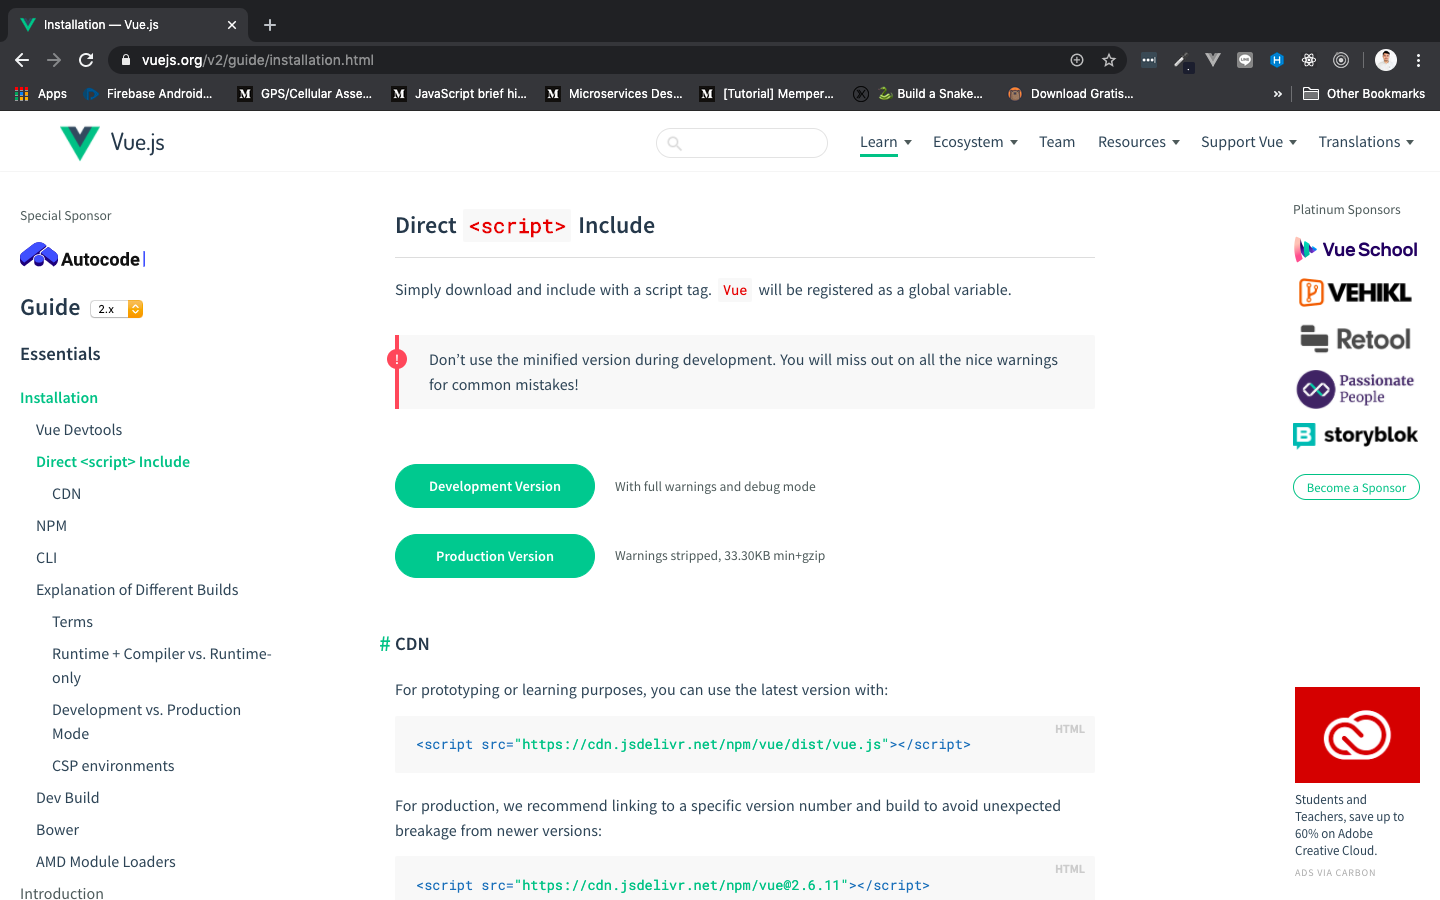 Installation — Vue.js
vuejs.org/v2/guide/installation.html
Apps
Firebase Android...
GPS/Cellular Asse...
JavaScript brief hi...
Microservices Des...
[Tutorial] Memper...
Build a Snake...
Download Gratis...
»
Other Bookmarks
Vue.js
Learn
Ecosystem
Team
Resources
Support Vue
Translations
Special Sponsor
Autocode
Guide 2.x
Essentials
Installation
Vue Devtools
Direct <script> Include
CDN
NPM
CLI
Explanation of Different Builds
Terms
Runtime + Compiler vs. Runtime-
only
Development vs. Production
Mode
CSP environments
Dev Build
Bower
AMD Module Loaders
Introduction
Direct <script> Include
Simply download and include with a script tag. Vue will be registered as a global variable.
!
Don’t use the minified version during development. You will miss out on all the nice warnings
for common mistakes!
Development Version
With full warnings and debug mode
Production Version
Warnings stripped, 33.30KB min+gzip
# CDN
For prototyping or learning purposes, you can use the latest version with:
HTML
<script src="https://cdn.jsdelivr.net/npm/vue/dist/vue.js"></script>
For production, we recommend linking to a specific version number and build to avoid unexpected
breakage from newer versions:
HTML
<script src="https://cdn.jsdelivr.net/npm/vue@2.6.11"></script>
Platinum Sponsors
Vue School
VEHIKL
Retool
Passionate
People
storyblok
Become a Sponsor
Students and
Teachers, save up to
60% on Adobe
Creative Cloud.
ADS VIA CARBON